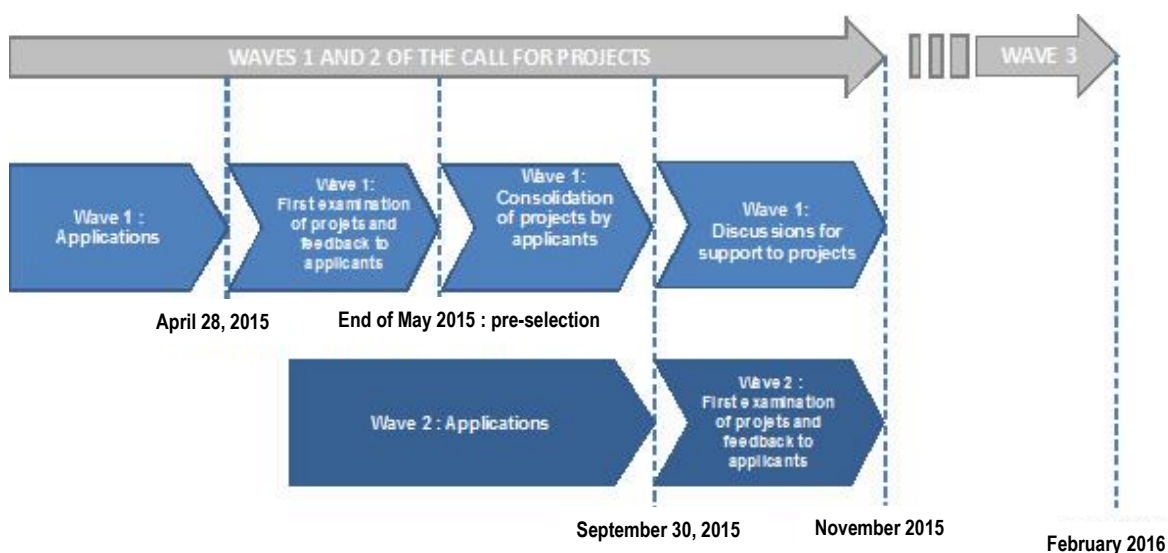 WAVES 1 AND 2 OF THE CALL FOR PROJECTS
WAVE 3
Wave 1 :
Applications
Wave 1:
First examination
of projets and
feedback to
applicants
Wave 1:
Consolidation
of projects by
applicants
Wave 1:
Discussions for
support to projects
April 28, 2015
End of May 2015 : pre-selection
Wave 2 : Applications
Wave 2 :
First examination
of projets and
feedback to
applicants
September 30, 2015
November 2015
February 2016